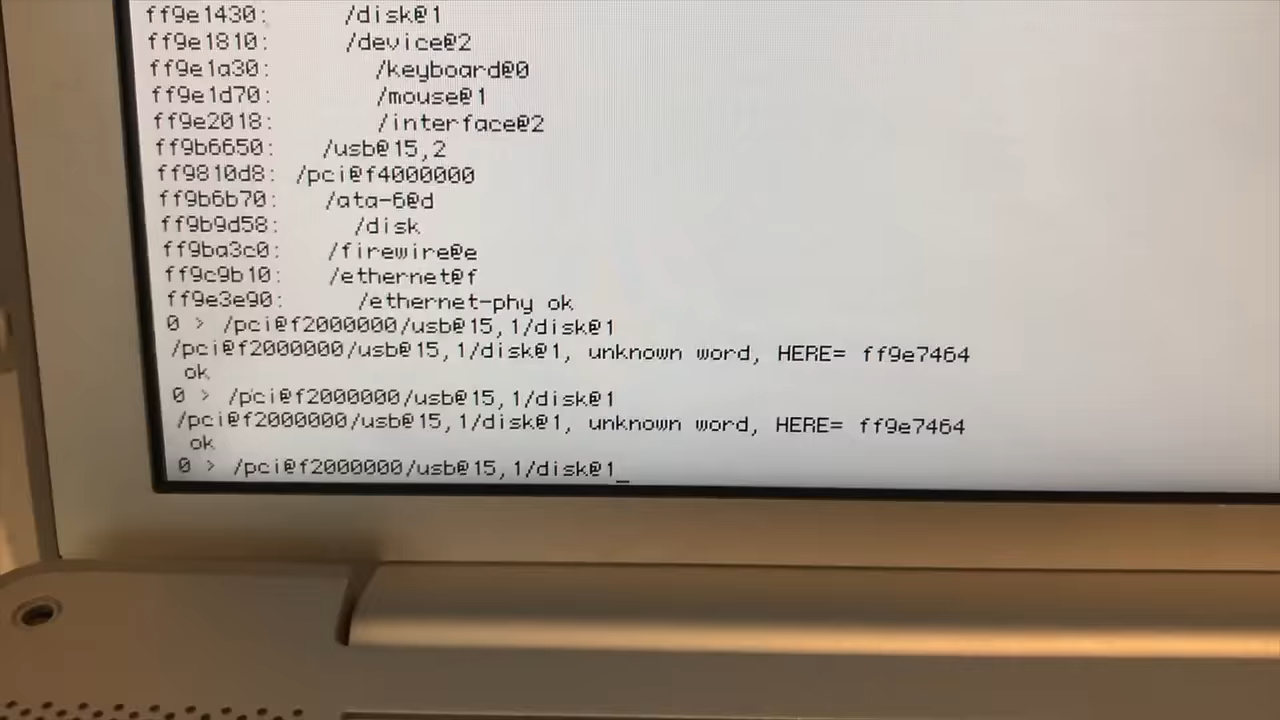 ff9e1430: /disk@1
ff9e1810: /device@2
ff9e1a30: /keyboard@0
ff9e1d70: /mouse@1
ff9e2018: /interface@2
ff9b6650: /usb@15,2
ff9810d8: /pci@f4000000
ff9b6b70: /ata-6@d
ff9b9d58: /disk
ff9ba3c0: /firewire@e
ff9c9b10: /ethernet@f
ff9e3e90: /ethernet-phy ok
0 > /pci@f2000000/usb@15,1/disk@1
/pci@f2000000/usb@15,1/disk@1, unknown word, HERE= ff9e7464
ok
0 > /pci@f2000000/usb@15,1/disk@1
/pci@f2000000/usb@15,1/disk@1, unknown word, HERE= ff9e7464
ok
0 > /pci@f2000000/usb@15,1/disk@1_